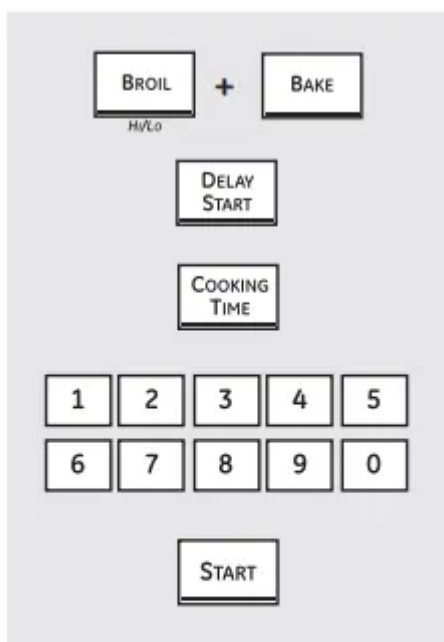 BROIL + BAKE
HI/LO
DELAY
START
COOKING
TIME
1 2 3 4 5
6 7 8 9 0
START